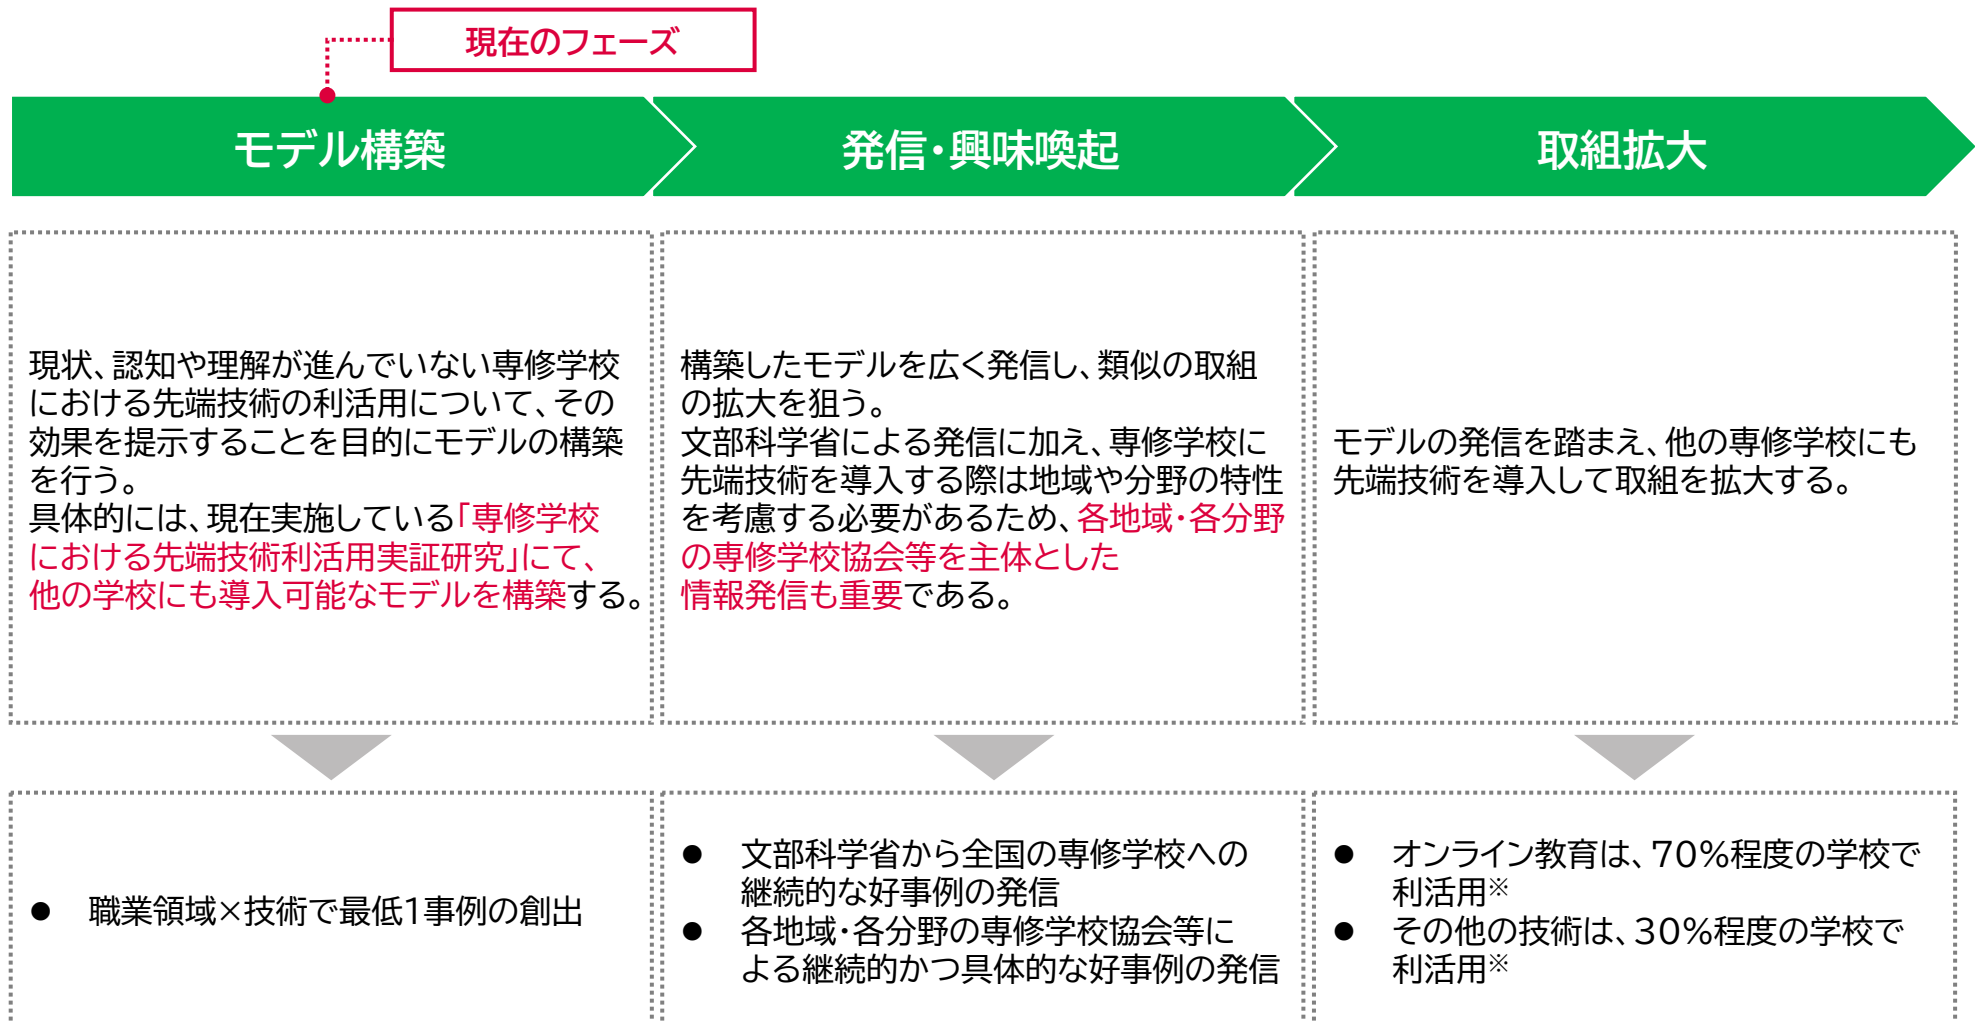 現在のフェーズ
モデル構築
発信・興味喚起
取組拡大
現状、認知や理解が進んでいない専修学校
における先端技術の利活用について、その
効果を提示することを目的にモデルの構築
を行う。
具体的には、現在実施している「専修学校
における先端技術利活用実証研究」にて、
他の学校にも導入可能なモデルを構築する。
構築したモデルを広く発信し、類似の取組
の拡大を狙う。
文部科学省による発信に加え、専修学校に
先端技術を導入する際は地域や分野の特性
を考慮する必要があるため、各地域・各分野
の専修学校協会等を主体とした
情報発信も重要である。
モデルの発信を踏まえ、他の専修学校にも
先端技術を導入して取組を拡大する。
● 職業領域×技術で最低1事例の創出
● 文部科学省から全国の専修学校への
継続的な好事例の発信
● 各地域・各分野の専修学校協会等に
よる継続的かつ具体的な好事例の発信
● オンライン教育は、70%程度の学校で
利活用※
● その他の技術は、30%程度の学校で
利活用※